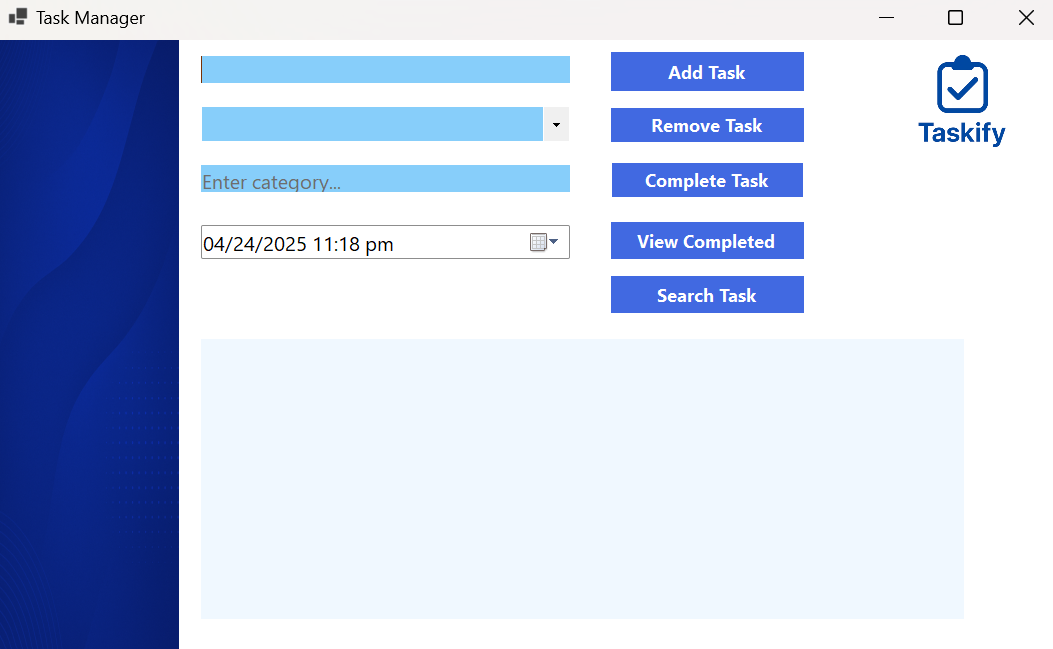 Task Manager
Add Task
Remove Task
Enter category...
Complete Task
04/24/2025 11:18 pm
View Completed
Search Task
Taskify